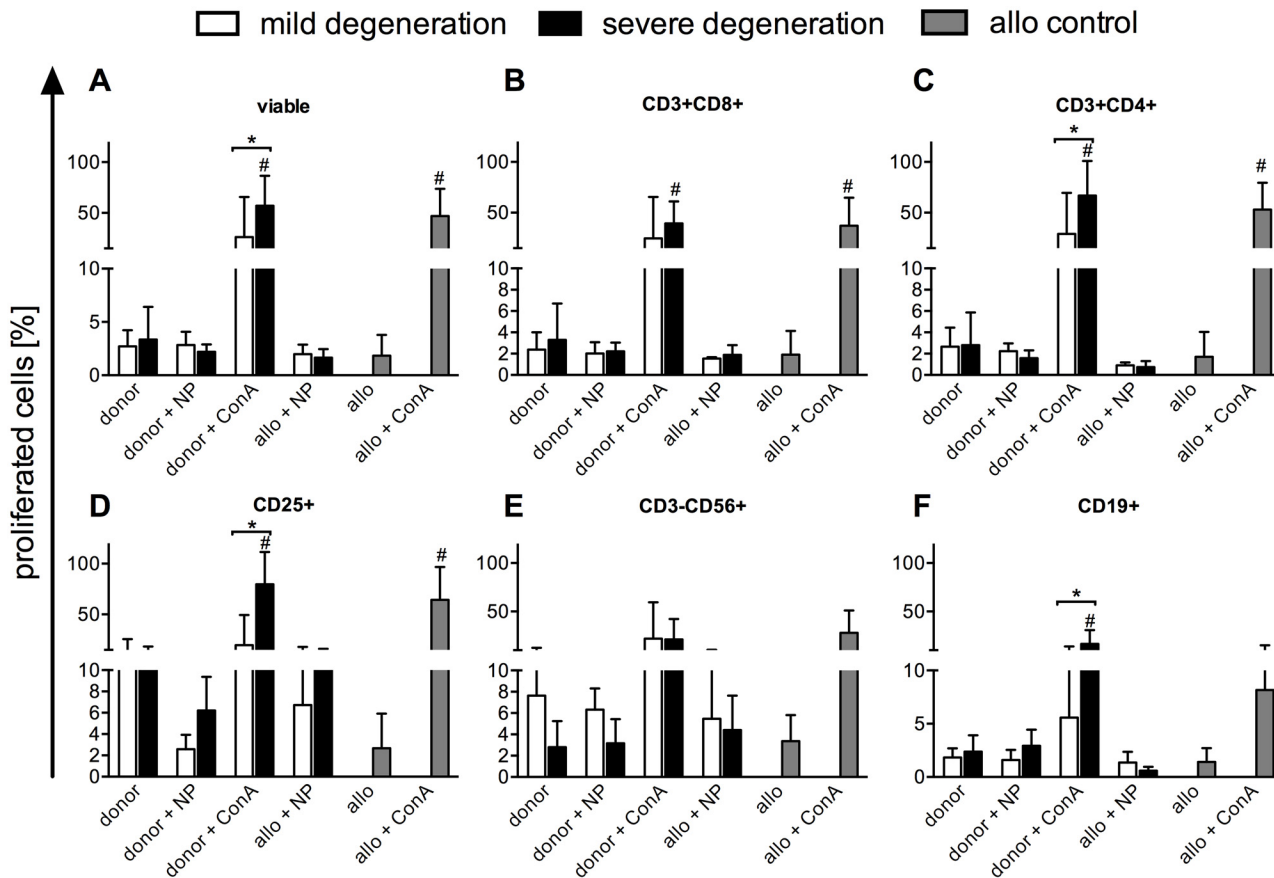 mild degeneration severe degeneration allo control
proliferated cells [%]
A
viable
*
#
#
100
50
10
5
0
donor
donor + NP
donor + ConA
allo + NP
allo
allo + ConA
B
CD3+CD8+
#
#
100
50
10
8
6
4
2
0
donor
donor + NP
donor + ConA
allo + NP
allo
allo + ConA
C
CD3+CD4+
*
#
#
100
50
10
8
6
4
2
0
donor
donor + NP
donor + ConA
allo + NP
allo
allo + ConA
D
CD25+
*
#
#
100
50
10
8
6
4
2
0
donor
donor + NP
donor + ConA
allo + NP
allo
allo + ConA
E
CD3-CD56+
100
50
10
8
6
4
2
0
donor
donor + NP
donor + ConA
allo + NP
allo
allo + ConA
F
CD19+
*
#
100
50
10
5
0
donor
donor + NP
donor + ConA
allo + NP
allo
allo + ConA